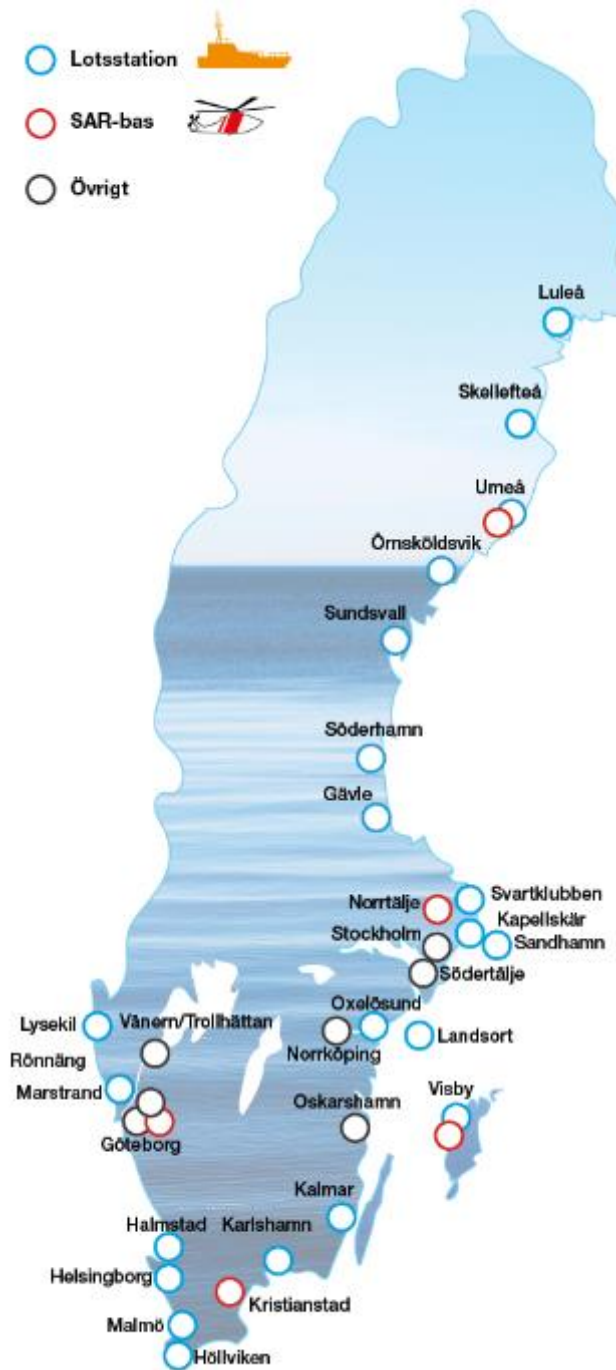 Lotsstation
SAR-bas
Övrigt
Luleå
Skellefteå
Umeå
Örnsköldsvik
Sundsvall
Söderhamn
Gävle
Svartklubben
Norrtälje
Kapellskär
Stockholm
Sandhamn
Södertälje
Oxelösund
Lysekil
Vänern/Trollhättan
Landsort
Norrköping
Rönnäng
Marstrand
Visby
Oskarshamn
Göteborg
Kalmar
Halmstad
Karlshamn
Helsingborg
Kristianstad
Malmö
Höllviken